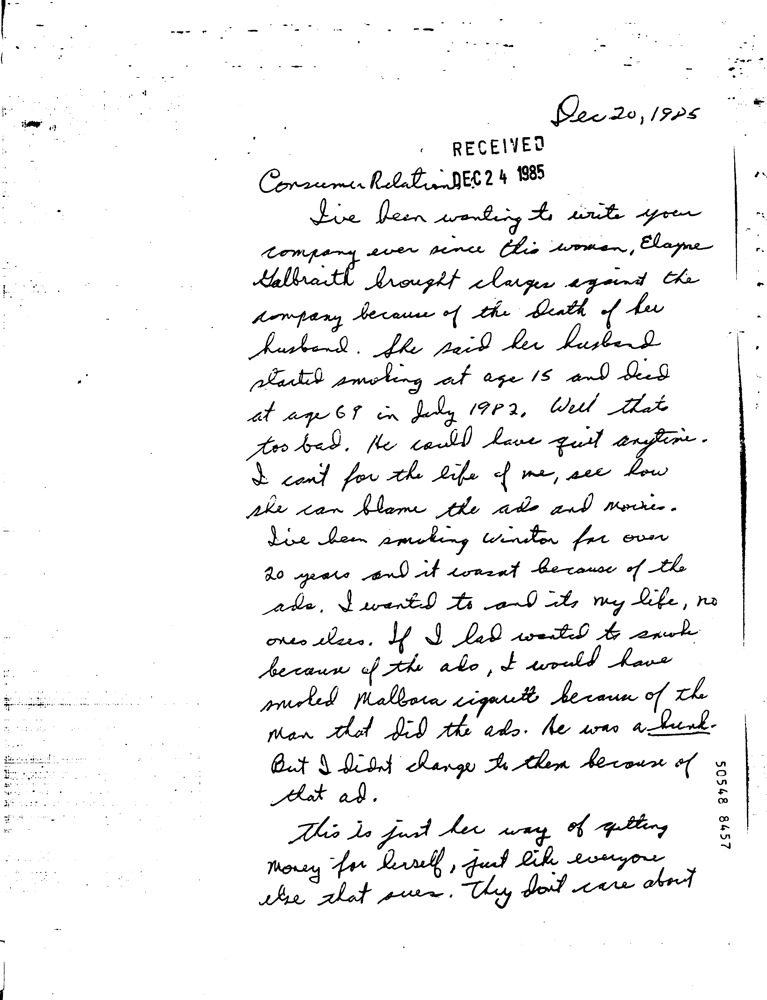 Dec 20, 1985
RECEIVED
DEC 24 1985
Consumer Relation
I've been wanting to write your
company ever since this woman, Elayne
Galbraith brought charges against the
company because of the death of her
husband. She said her husband
started smoking at age 15 and died
at age 69 in July 1982. Well thats
too bad. He could have quit anytime.
I can't for the life of me, see how
she can blame the ads and movies.
I've been smoking Winston for over
20 years and it wasnt because of the
ads. I wanted to and its my life, no
ones elses. If I had wanted to smoke
because of the ads, I would have
smoked Malbora cigarette because of the
man that did the ads. He was a hunk.
But I didnt change to them because of
that ad.
This is just her way of getting
money for herself, just like everyone
else that sues. They don't care about
50548 8457